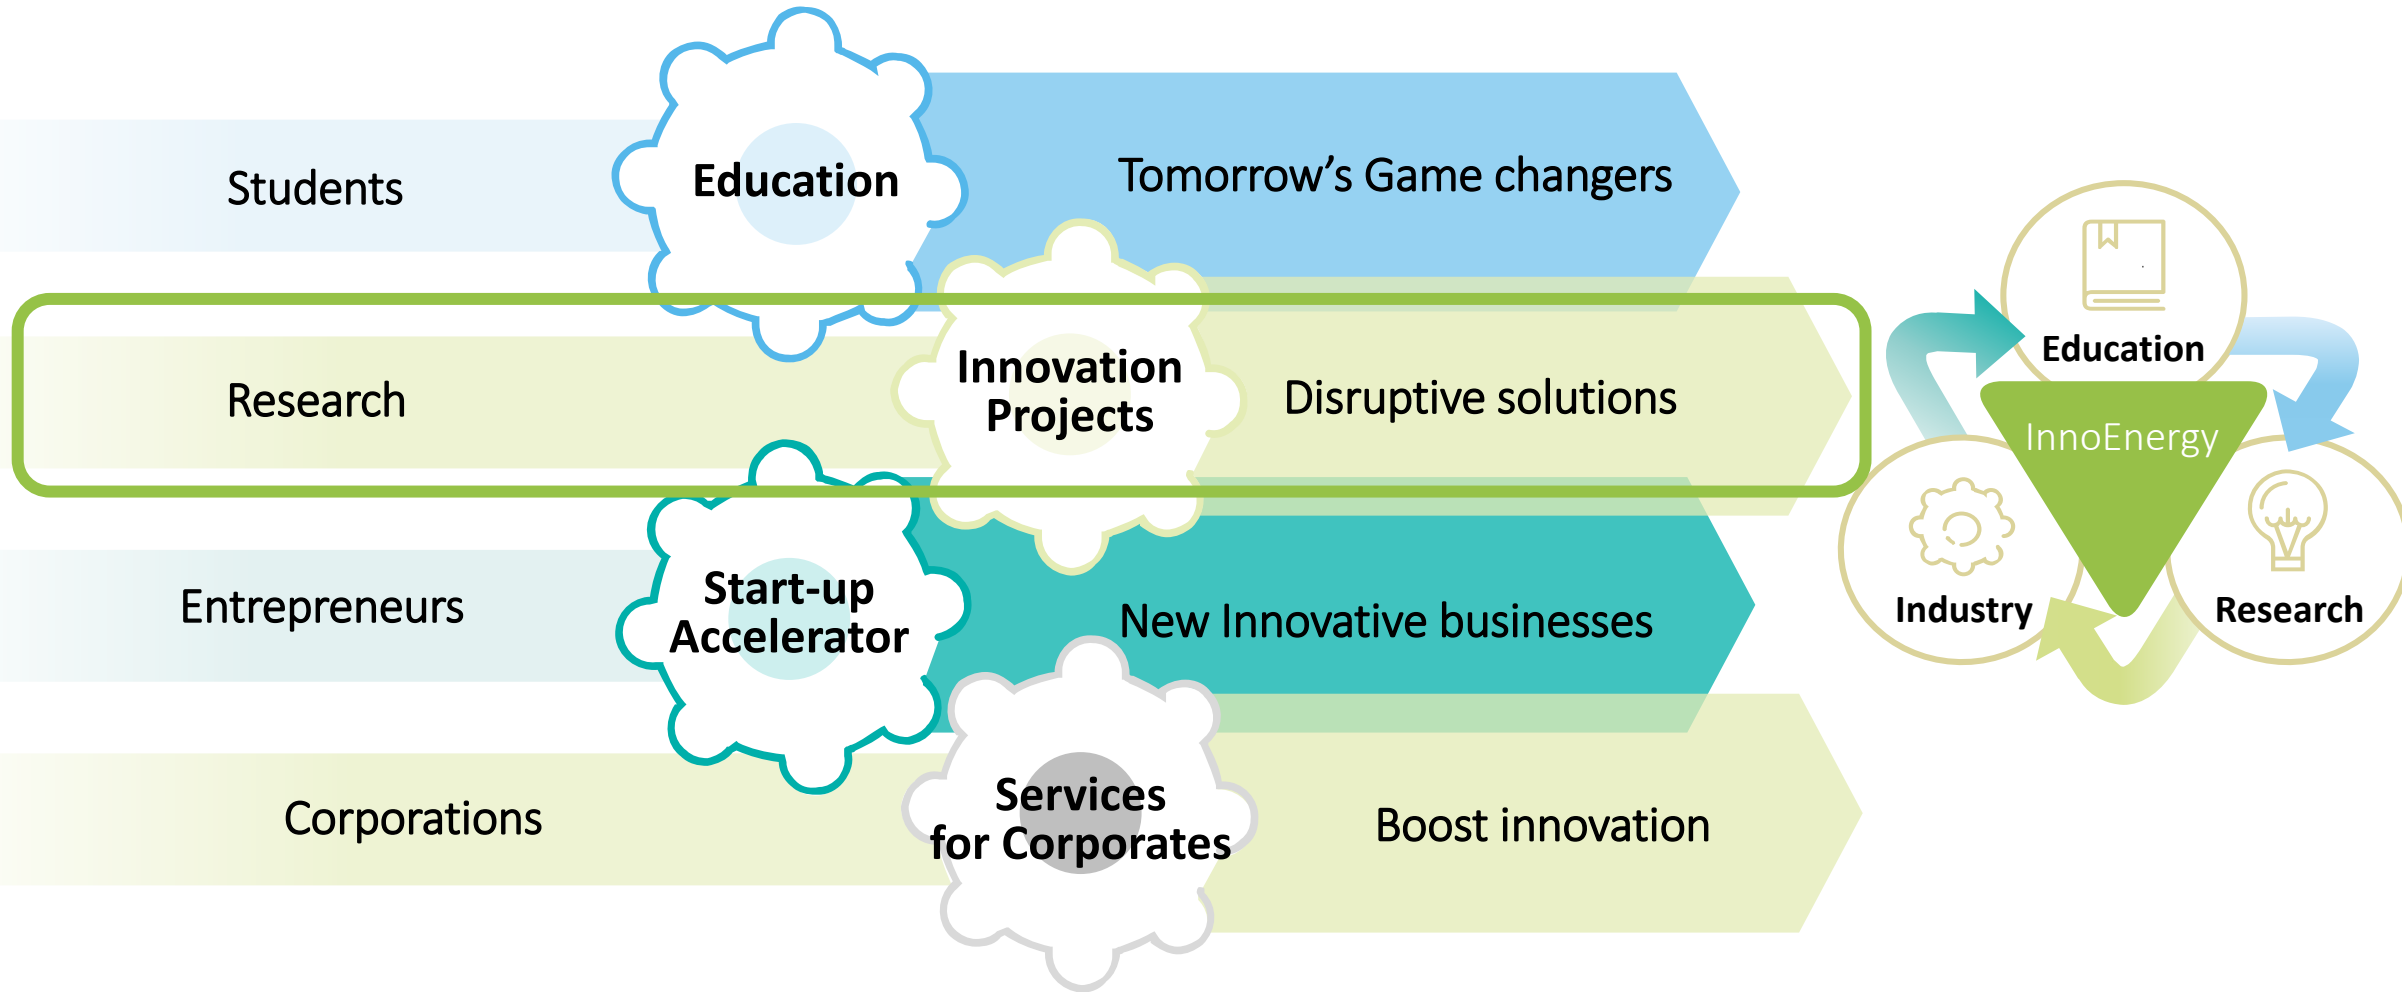 Students
Education
Tomorrow’s Game changers
Research
Innovation
Projects
Disruptive solutions
Entrepreneurs
Start-up
Accelerator
New Innovative businesses
Corporations
Services
for Corporates
Boost innovation
Education
InnoEnergy
Industry
Research